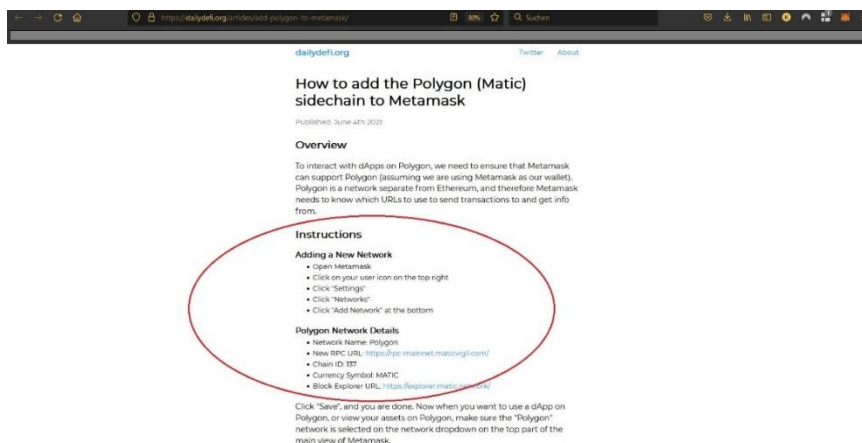 https://dailydefi.org/articles/add-polygon-to-metamask/
80%
Suchen
dailydefi.org
Twitter
About
How to add the Polygon (Matic)
sidechain to Metamask
Published: June 4th 2021
Overview
To interact with dApps on Polygon, we need to ensure that Metamask
can support Polygon (assuming we are using Metamask as our wallet).
Polygon is a network separate from Ethereum, and therefore Metamask
needs to know which URLs to use to send transactions to and get info
from.
Instructions
Adding a New Network
• Open Metamask
• Click on your user icon on the top right
• Click "Settings"
• Click "Networks"
• Click "Add Network" at the bottom
Polygon Network Details
• Network Name: Polygon
• New RPC URL: https://rpc-mainnet.maticvigil.com/
• Chain ID: 137
• Currency Symbol: MATIC
• Block Explorer URL: https://explorer.matic.network/
Click "Save", and you are done. Now when you want to use a dApp on
Polygon, or view your assets on Polygon, make sure the "Polygon"
network is selected on the network dropdown on the top part of the
main view of Metamask.